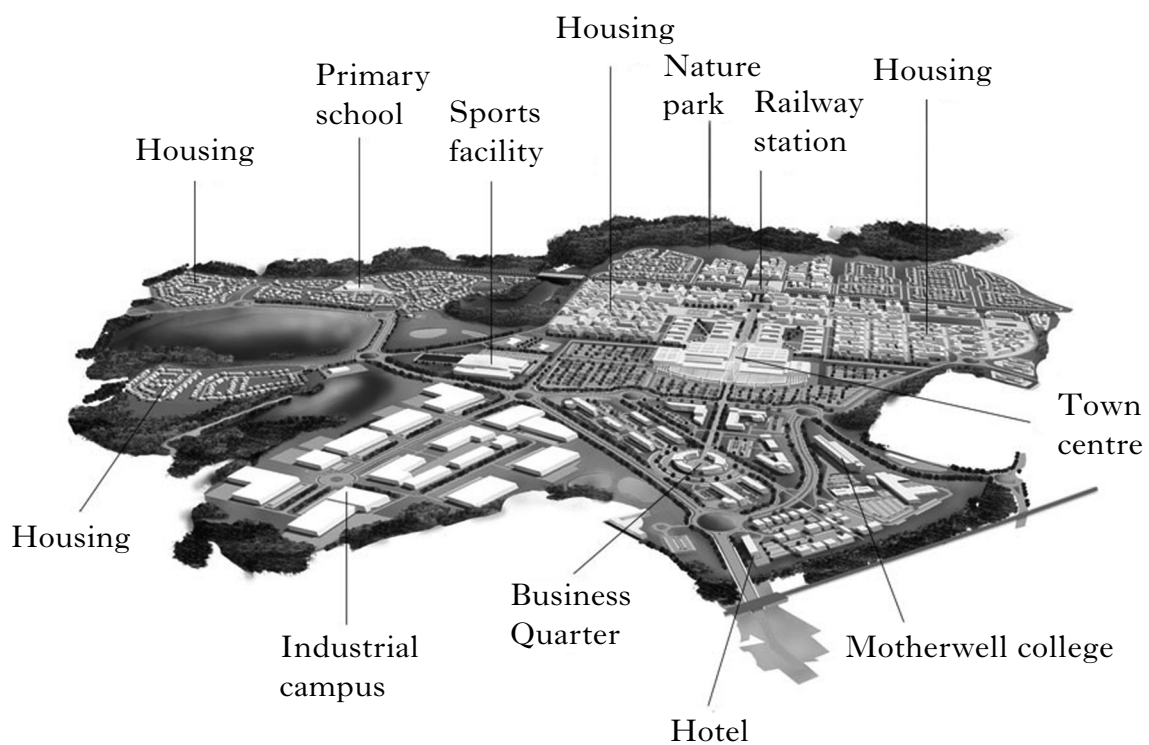 Housing
Nature
park
Housing
Primary
school
Railway
station
Sports
facility
Housing
Town
centre
Housing
Business
Quarter
Industrial
campus
Motherwell college
Hotel